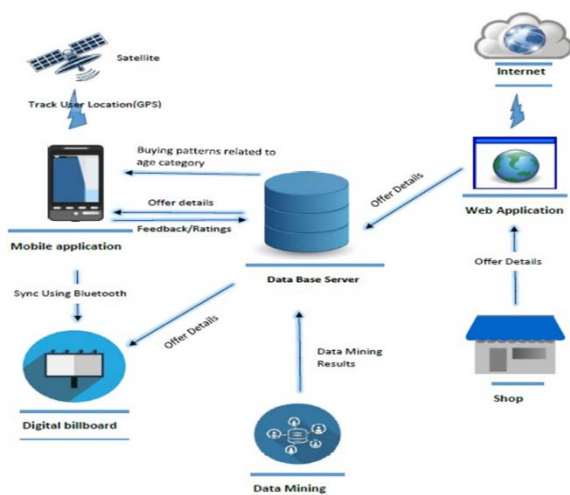 Satellite
Internet
Track User Location(GPS)
Buying patterns related to
age category
Offer Details
Web Application
Offer details
Feedback/Ratings
Mobile application
Data Base Server
Offer Details
Sync Using Bluetooth
Offer Details
Data Mining
Results
Shop
Digital billboard
Data Mining